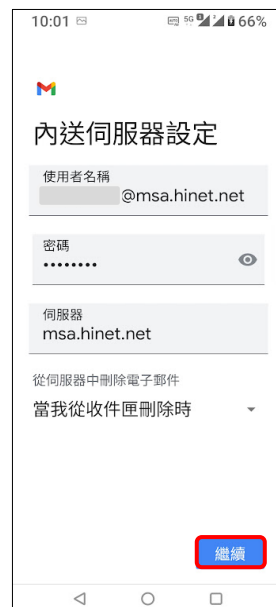 10:01 5G 2 66%
內送伺服器設定
使用者名稱
@msa.hinet.net
密碼
••••••••
伺服器
msa.hinet.net
從伺服器中刪除電子郵件
當我從收件匣刪除時
繼續